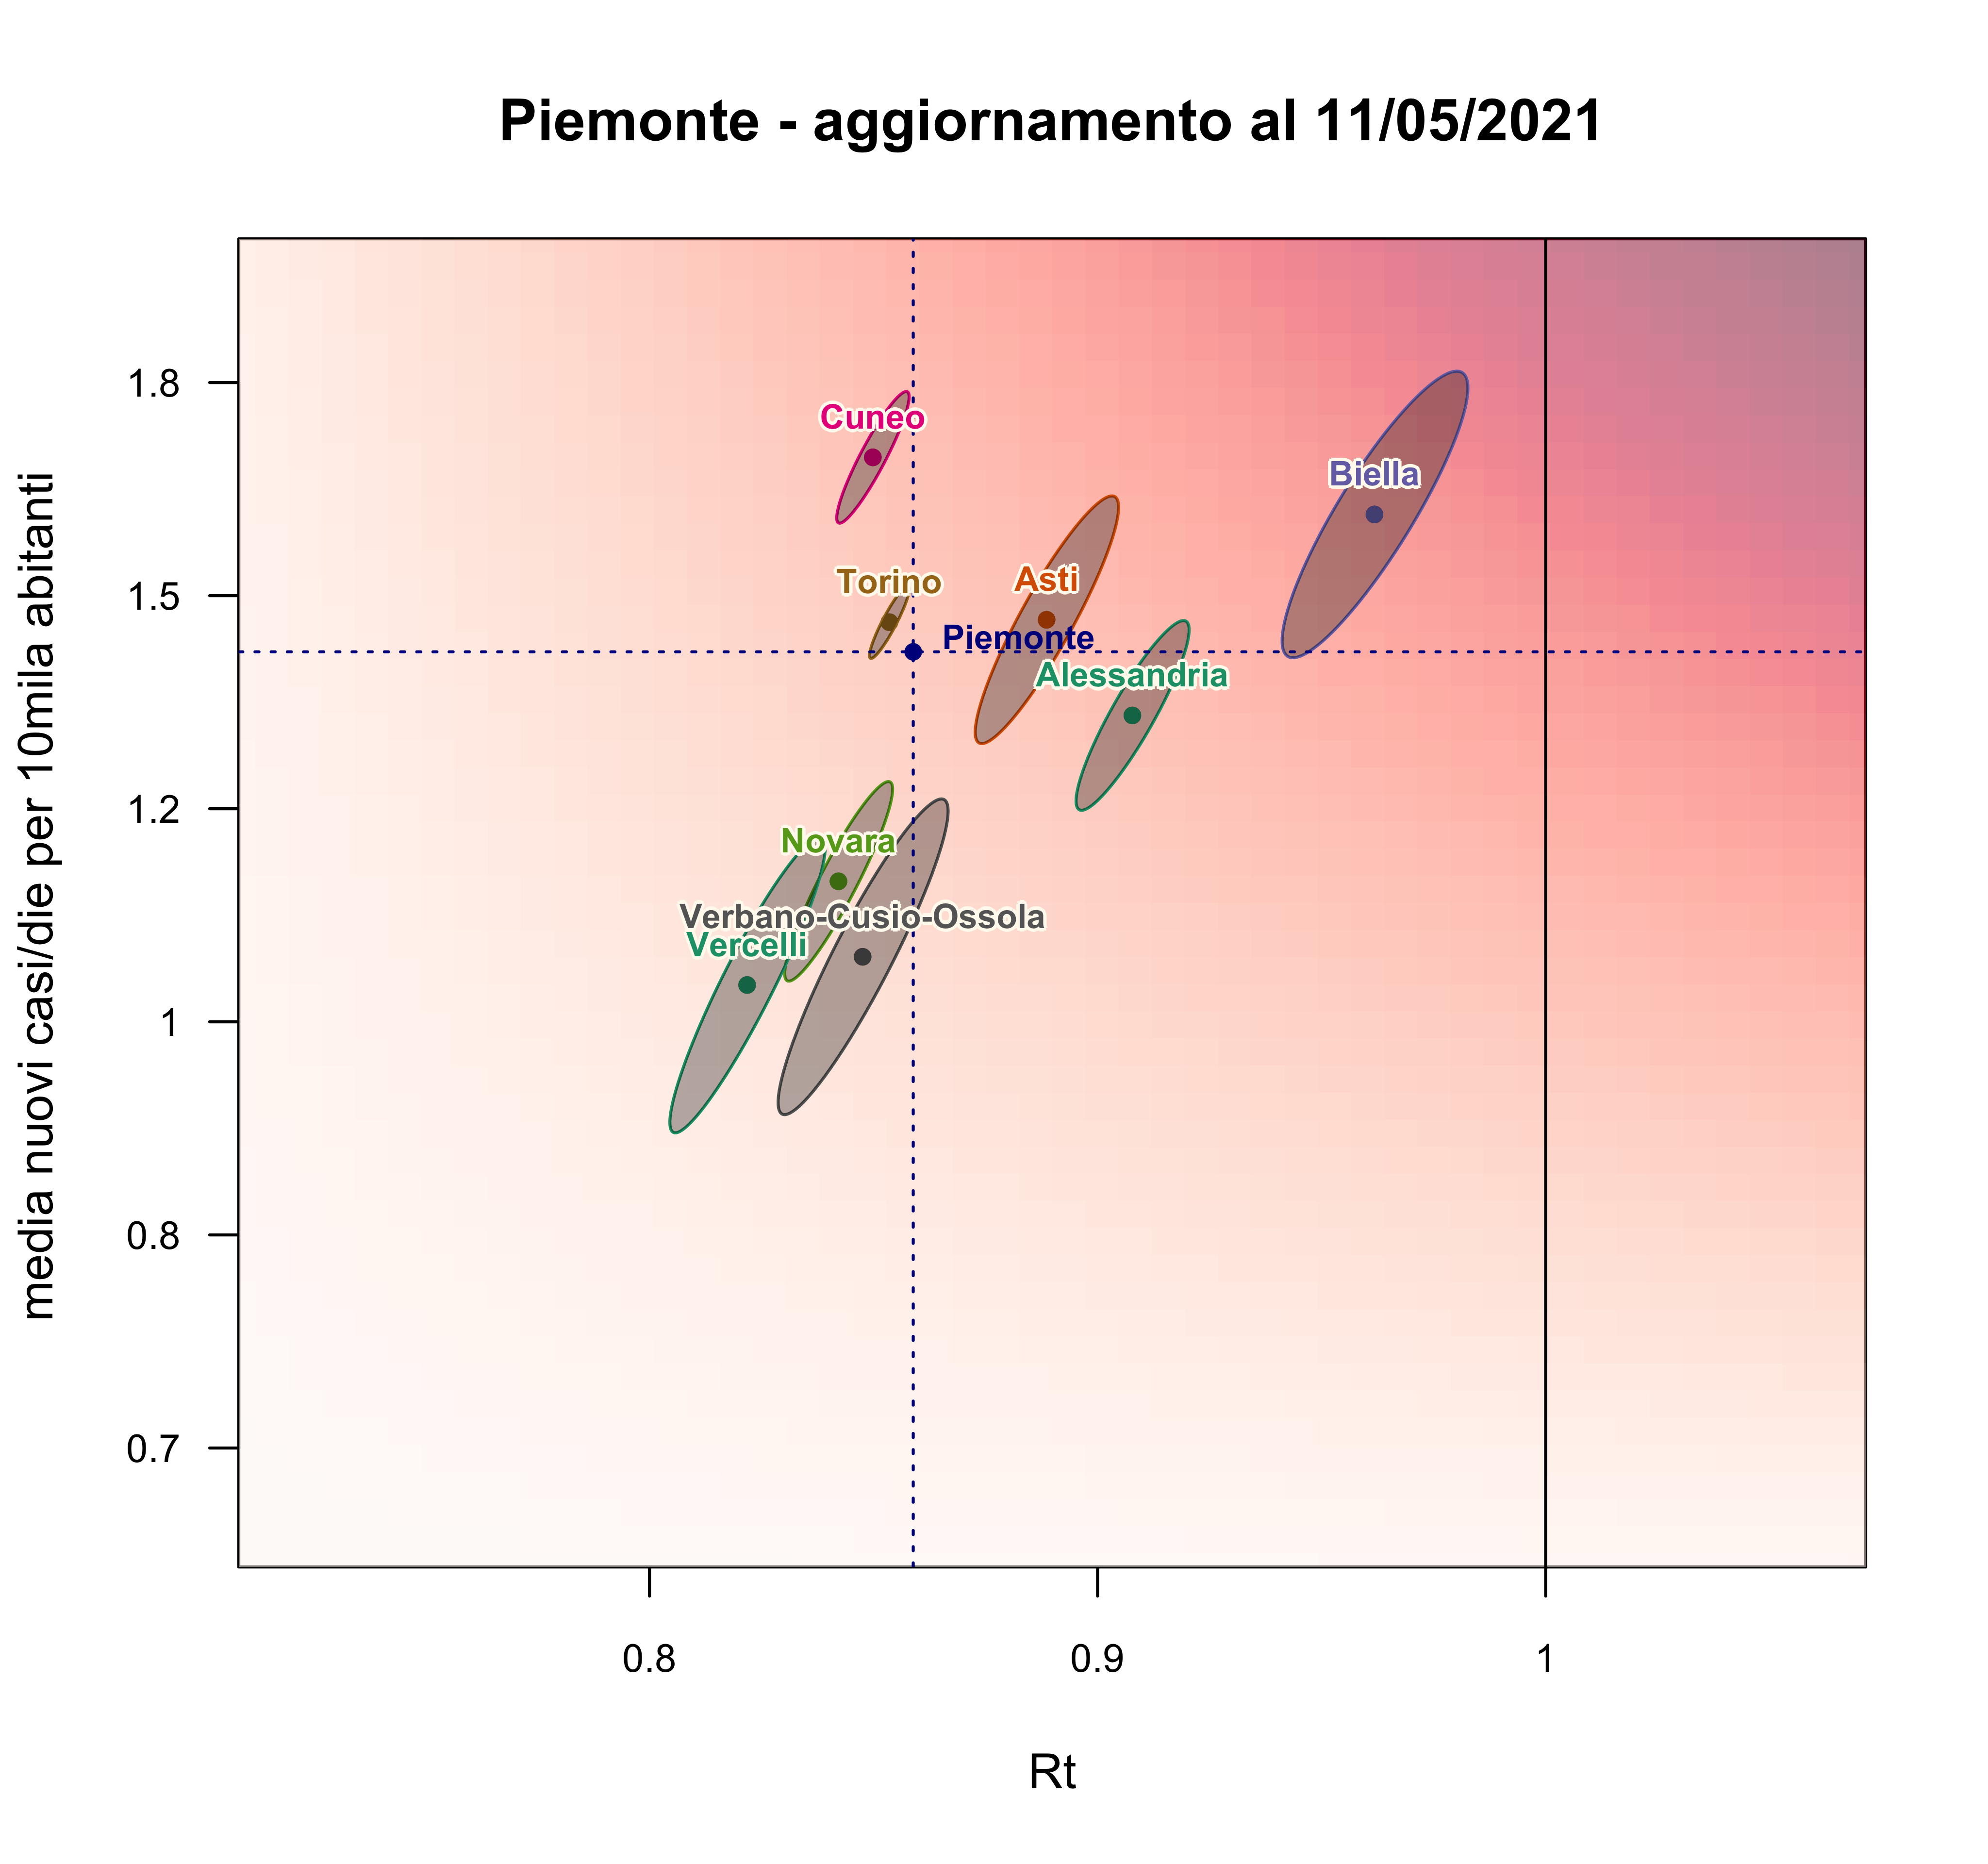 Piemonte - aggiornamento al 11/05/2021
media nuovi casi/die per 10mila abitanti
1.8
1.5
1.2
1
0.8
0.7
Cuneo
Biella
Torino
Asti
Piemonte
Alessandria
Novara
Verbano-Cusio-Ossola
Vercelli
0.8
0.9
1
Rt